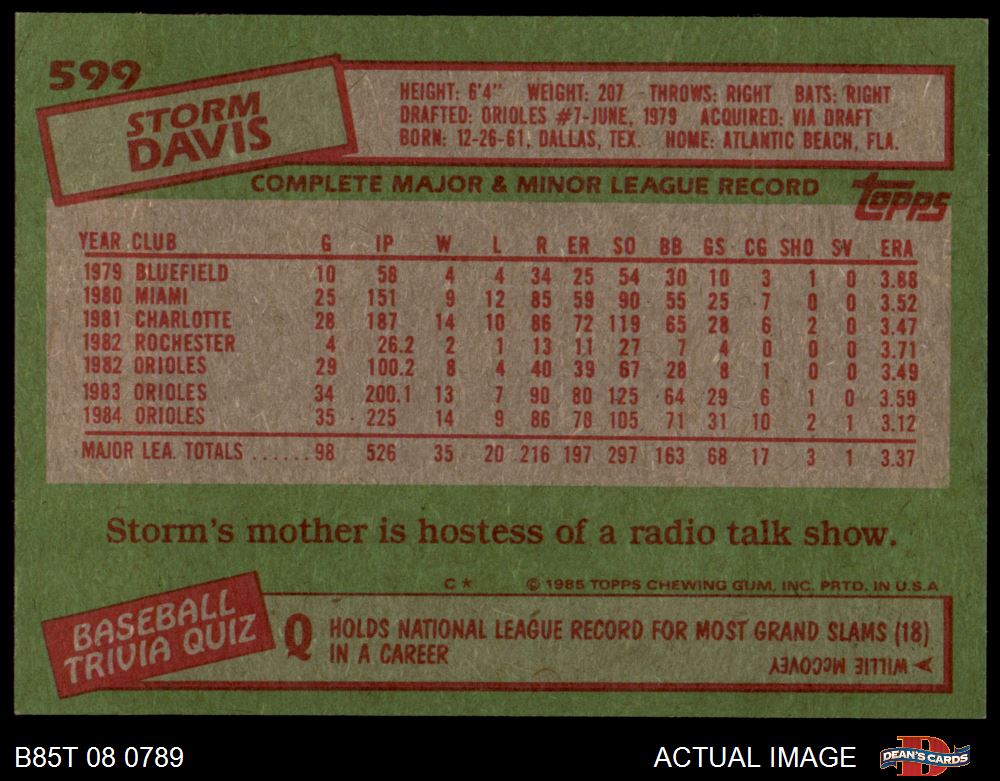 599
STORM
DAVIS
HEIGHT: 6'4" WEIGHT: 207 THROWS: RIGHT BATS: RIGHT
DRAFTED: ORIOLES #7-JUNE, 1979 ACQUIRED: VIA DRAFT
BORN: 12-26-61, DALLAS, TEX. HOME: ATLANTIC BEACH, FLA.
COMPLETE MAJOR & MINOR LEAGUE RECORD
topps
YEAR CLUB G IP W L R ER SO BB GS CG SHO SV ERA
1979 BLUEFIELD 10 58 4 4 34 25 54 30 10 3 1 0 3.88
1980 MIAMI 25 151 9 12 85 59 90 55 25 7 0 0 3.52
1981 CHARLOTTE 28 187 14 10 86 72 119 65 28 6 2 0 3.47
1982 ROCHESTER 4 26.2 2 1 13 11 27 7 4 0 0 0 3.71
1982 ORIOLES 29 100.2 8 4 40 39 67 28 8 1 0 0 3.49
1983 ORIOLES 34 200.1 13 7 90 80 125 64 29 6 1 0 3.59
1984 ORIOLES 35 225 14 9 86 78 105 71 31 10 2 1 3.12
MAJOR LEA. TOTALS ......98 526 35 20 216 197 297 163 68 17 3 1 3.37
Storm's mother is hostess of a radio talk show.
C* © 1985 TOPPS CHEWING GUM, INC. PRTD. IN U.S.A
BASEBALL
TRIVIA QUIZ
Q HOLDS NATIONAL LEAGUE RECORD FOR MOST GRAND SLAMS (18)
IN A CAREER
A-WILLIE MCCOVEY
B85T 08 0789
ACTUAL IMAGE
DEAN'S CARDS